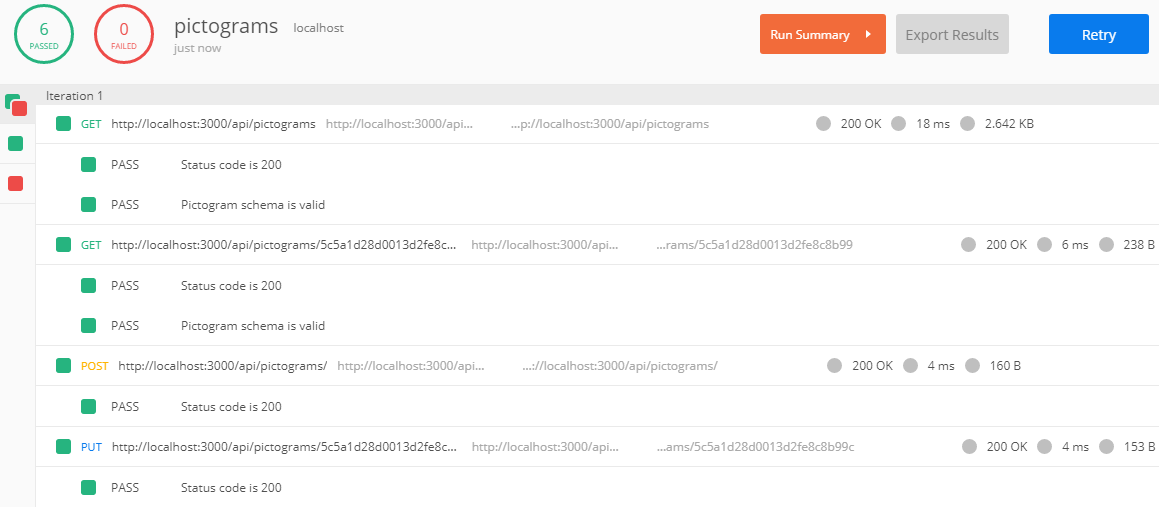 6 PASSED 0 FAILED pictograms localhost
just now
Run Summary Export Results Retry
Iteration 1
GET http://localhost:3000/api/pictograms http://localhost:3000/api... ...p://localhost:3000/api/pictograms 200 OK 18 ms 2.642 KB
PASS Status code is 200
PASS Pictogram schema is valid
GET http://localhost:3000/api/pictograms/5c5a1d28d0013d2fe8c... http://localhost:3000/api... ...rams/5c5a1d28d0013d2fe8c8b99 200 OK 6 ms 238 B
PASS Status code is 200
PASS Pictogram schema is valid
POST http://localhost:3000/api/pictograms/ http://localhost:3000/api... ...://localhost:3000/api/pictograms/ 200 OK 4 ms 160 B
PASS Status code is 200
PUT http://localhost:3000/api/pictograms/5c5a1d28d0013d2fe8c... http://localhost:3000/api... ...ams/5c5a1d28d0013d2fe8c8b99c 200 OK 4 ms 153 B
PASS Status code is 200